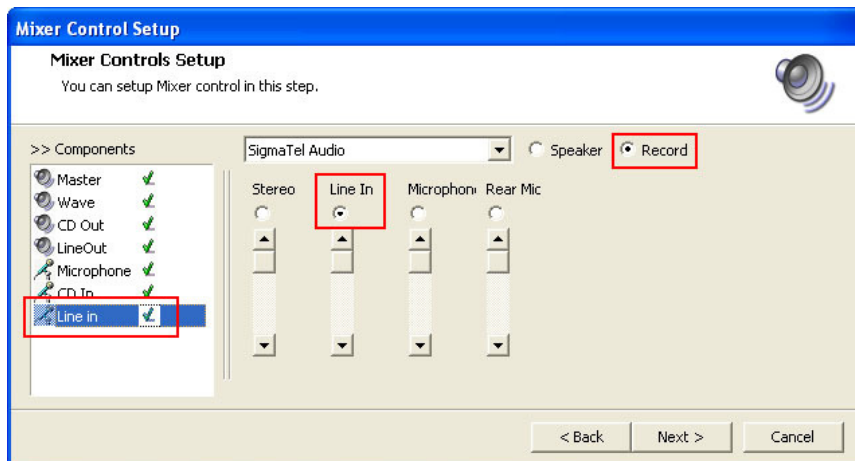 Mixer Control Setup
Mixer Controls Setup
You can setup Mixer control in this step.
>> Components
SigmaTel Audio
Speaker
Record
Master
Wave
CD Out
LineOut
Microphone
CD In
Line in
Stereo
Line In
Microphon
Rear Mic
< Back
Next >
Cancel